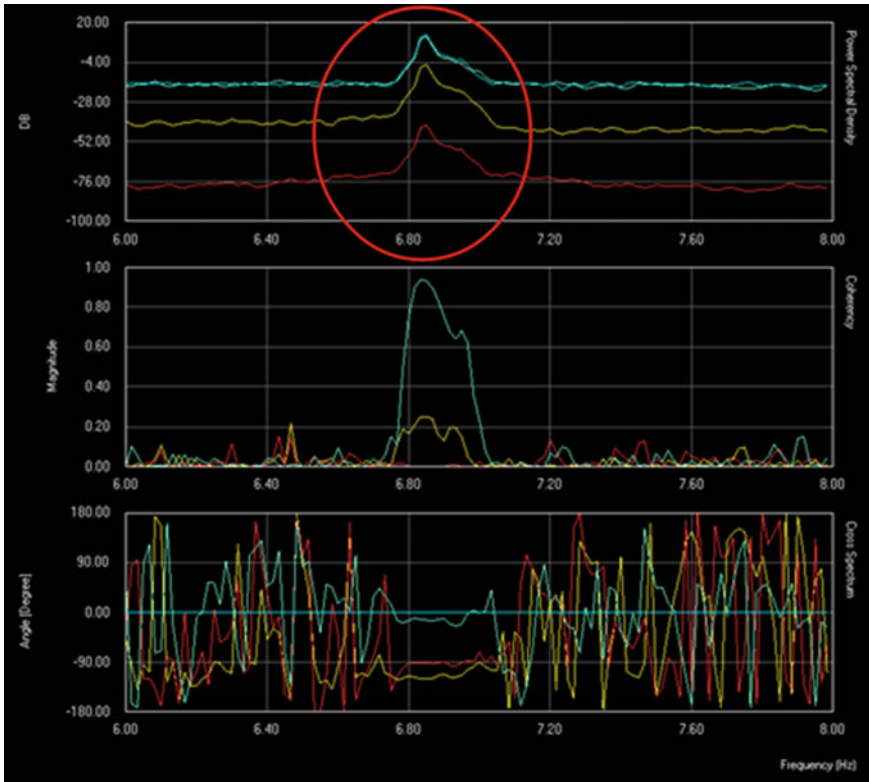 20.00
-4.00
-28.00
-52.00
-76.00
-100.00
DB
Power Spectral Density
6.00 6.40 6.80 7.20 7.60 8.00
1.00
0.80
0.60
0.40
0.20
0.00
Magnitude
Coherency
6.00 6.40 6.80 7.20 7.60 8.00
180.00
90.00
0.00
-90.00
-180.00
Angle [Degree]
Cross Spectrum
6.00 6.40 6.80 7.20 7.60 8.00
Frequency [Hz]